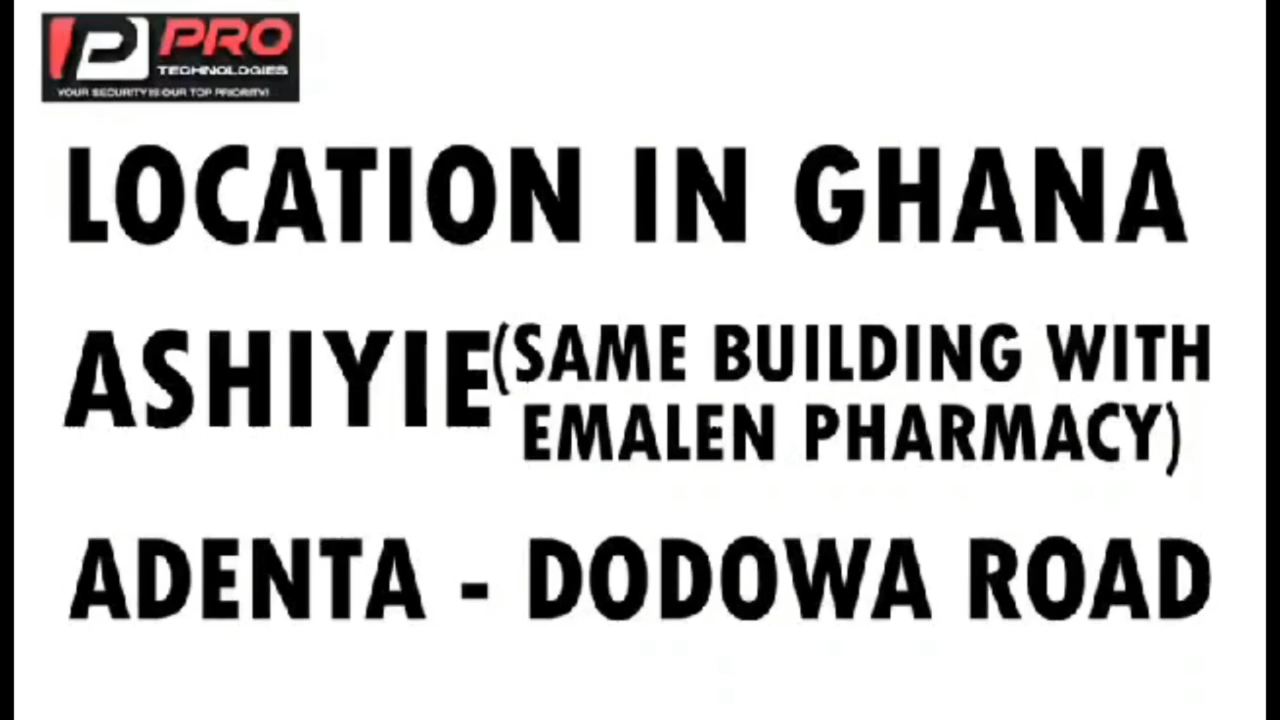 PRO
TECHNOLOGIES
YOUR SECURITY IS OUR TOP PRIORITY!
LOCATION IN GHANA
ASHIYIE (SAME BUILDING WITH
EMALEN PHARMACY)
ADENTA - DODOWA ROAD